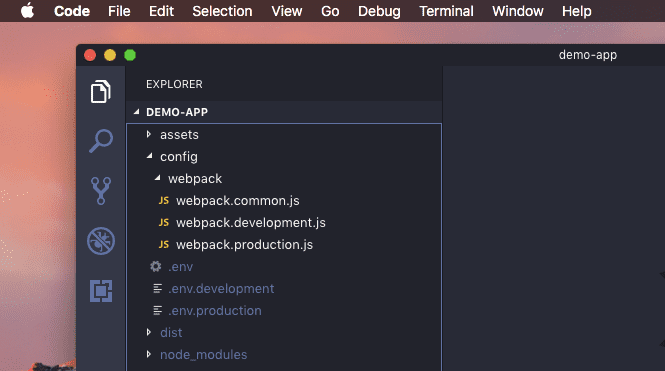 Code File Edit Selection View Go Debug Terminal Window Help
demo-app
EXPLORER
DEMO-APP
assets
config
webpack
JS webpack.common.js
JS webpack.development.js
JS webpack.production.js
.env
.env.development
.env.production
dist
node_modules